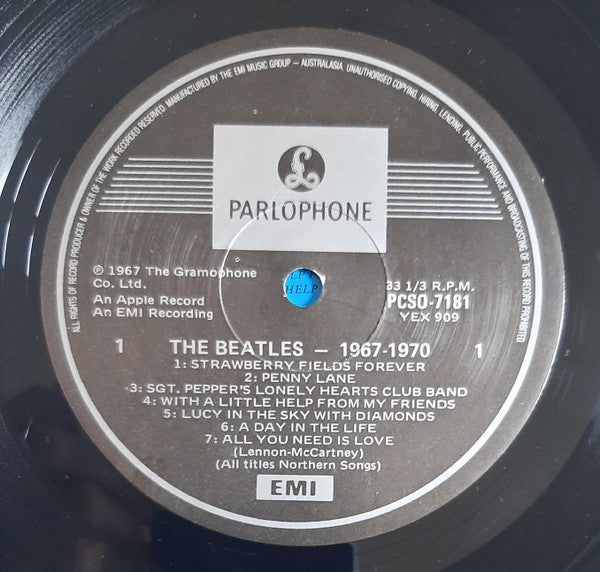 ALL RIGHTS OF RECORD PRODUCER & OWNER OF THE WORK RECORDED RESERVED. MANUFACTURED BY THE EMI MUSIC GROUP – AUSTRALASIA. UNAUTHORISED COPYING, HIRING, LENDING, PUBLIC PERFORMANCE AND BROADCASTING OF THIS RECORD PROHIBITED
£
PARLOPHONE
℗ 1967 The Gramophone
Co. Ltd.
An Apple Record
An EMI Recording
LP
HELP
33 1/3 R.P.M.
PCSO-7181
YEX 909
1 THE BEATLES – 1967-1970 1
1: STRAWBERRY FIELDS FOREVER
2: PENNY LANE
3: SGT. PEPPER'S LONELY HEARTS CLUB BAND
4: WITH A LITTLE HELP FROM MY FRIENDS
5: LUCY IN THE SKY WITH DIAMONDS
6: A DAY IN THE LIFE
7: ALL YOU NEED IS LOVE
(Lennon-McCartney)
(All titles Northern Songs)
EMI